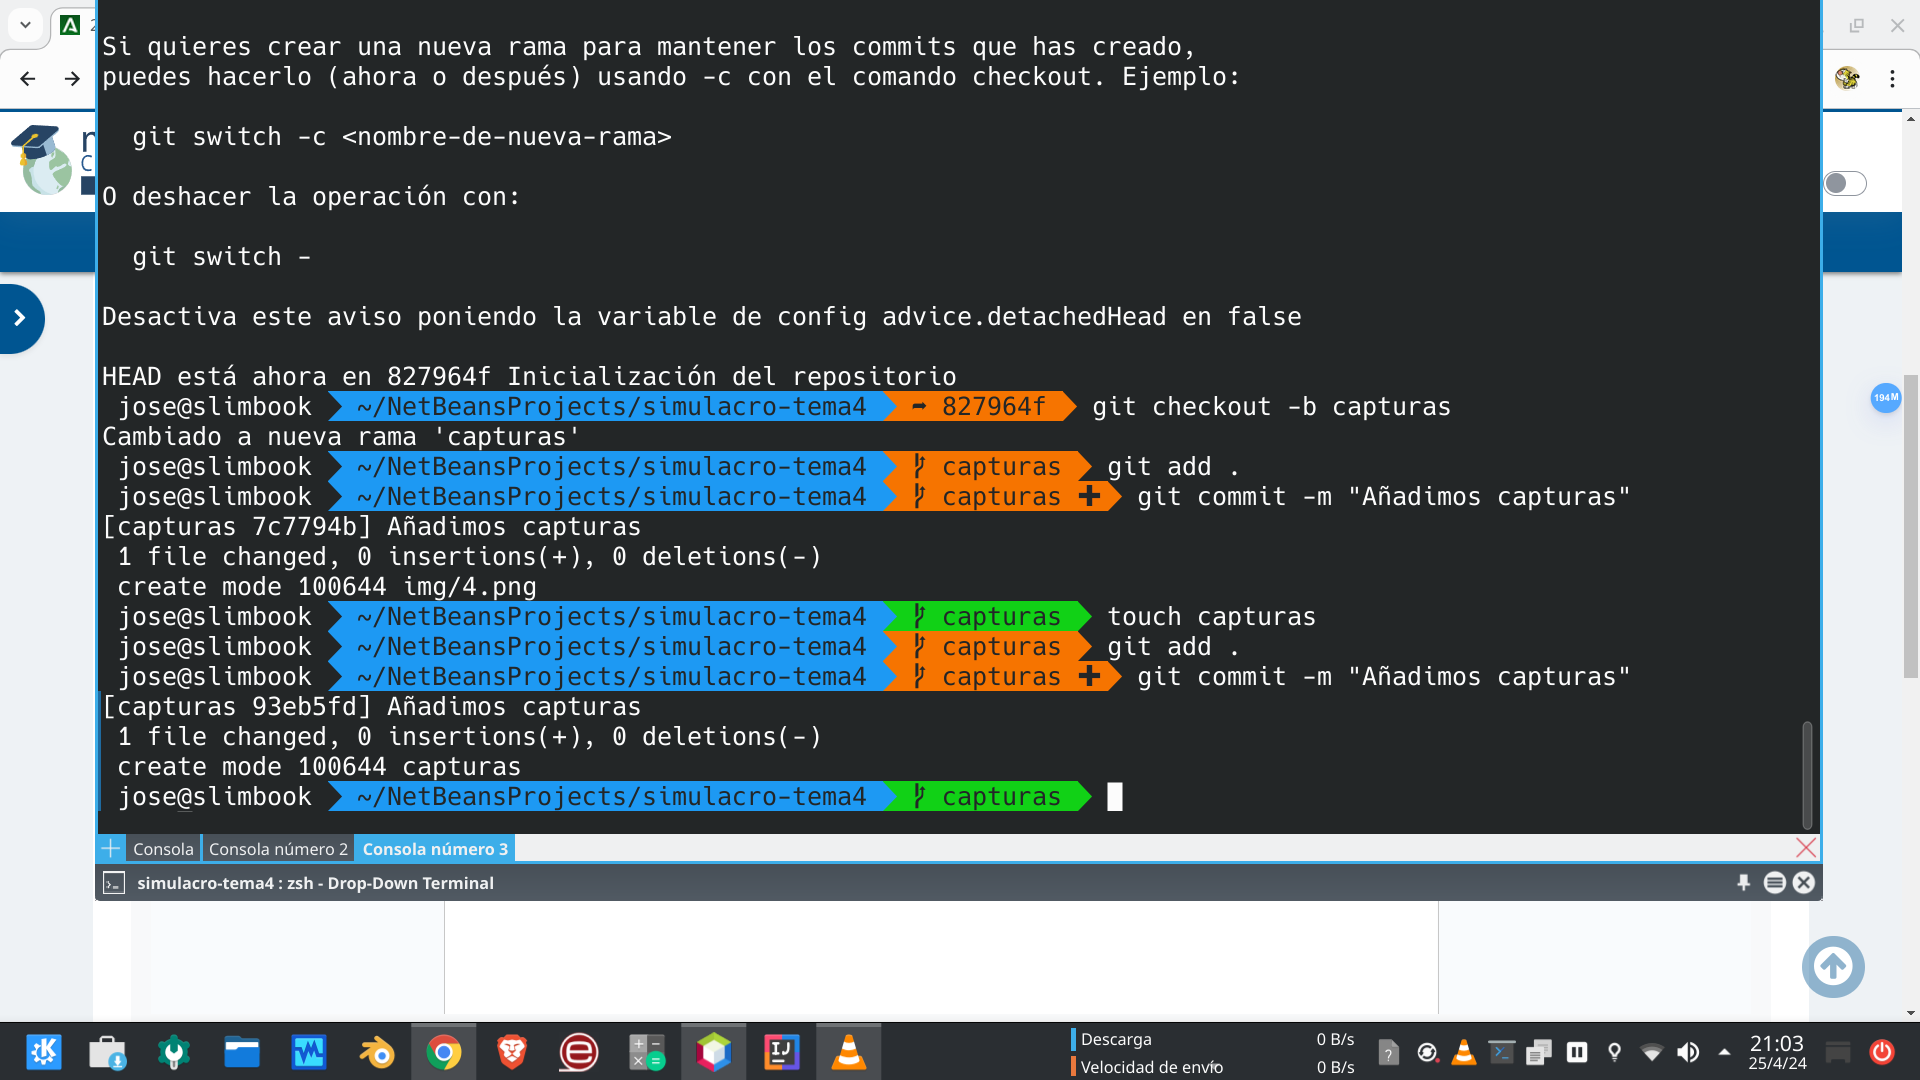 Si quieres crear una nueva rama para mantener los commits que has creado,
puedes hacerlo (ahora o después) usando -c con el comando checkout. Ejemplo:
git switch -c <nombre-de-nueva-rama>
O deshacer la operación con:
git switch -
Desactiva este aviso poniendo la variable de config advice.detachedHead en false
HEAD está ahora en 827964f Inicialización del repositorio
jose@slimbook ~/NetBeansProjects/simulacro-tema4 ➦ 827964f git checkout -b capturas
Cambiado a nueva rama 'capturas'
jose@slimbook ~/NetBeansProjects/simulacro-tema4 capturas git add .
jose@slimbook ~/NetBeansProjects/simulacro-tema4 capturas ✚ git commit -m "Añadimos capturas"
[capturas 7c7794b] Añadimos capturas
1 file changed, 0 insertions(+), 0 deletions(-)
create mode 100644 img/4.png
jose@slimbook ~/NetBeansProjects/simulacro-tema4 capturas touch capturas
jose@slimbook ~/NetBeansProjects/simulacro-tema4 capturas git add .
jose@slimbook ~/NetBeansProjects/simulacro-tema4 capturas ✚ git commit -m "Añadimos capturas"
[capturas 93eb5fd] Añadimos capturas
1 file changed, 0 insertions(+), 0 deletions(-)
create mode 100644 capturas
jose@slimbook ~/NetBeansProjects/simulacro-tema4 capturas
Consola Consola número 2 Consola número 3
simulacro-tema4 : zsh - Drop-Down Terminal
194M
Descarga 0 B/s
Velocidad de envío 0 B/s
21:03
25/4/24